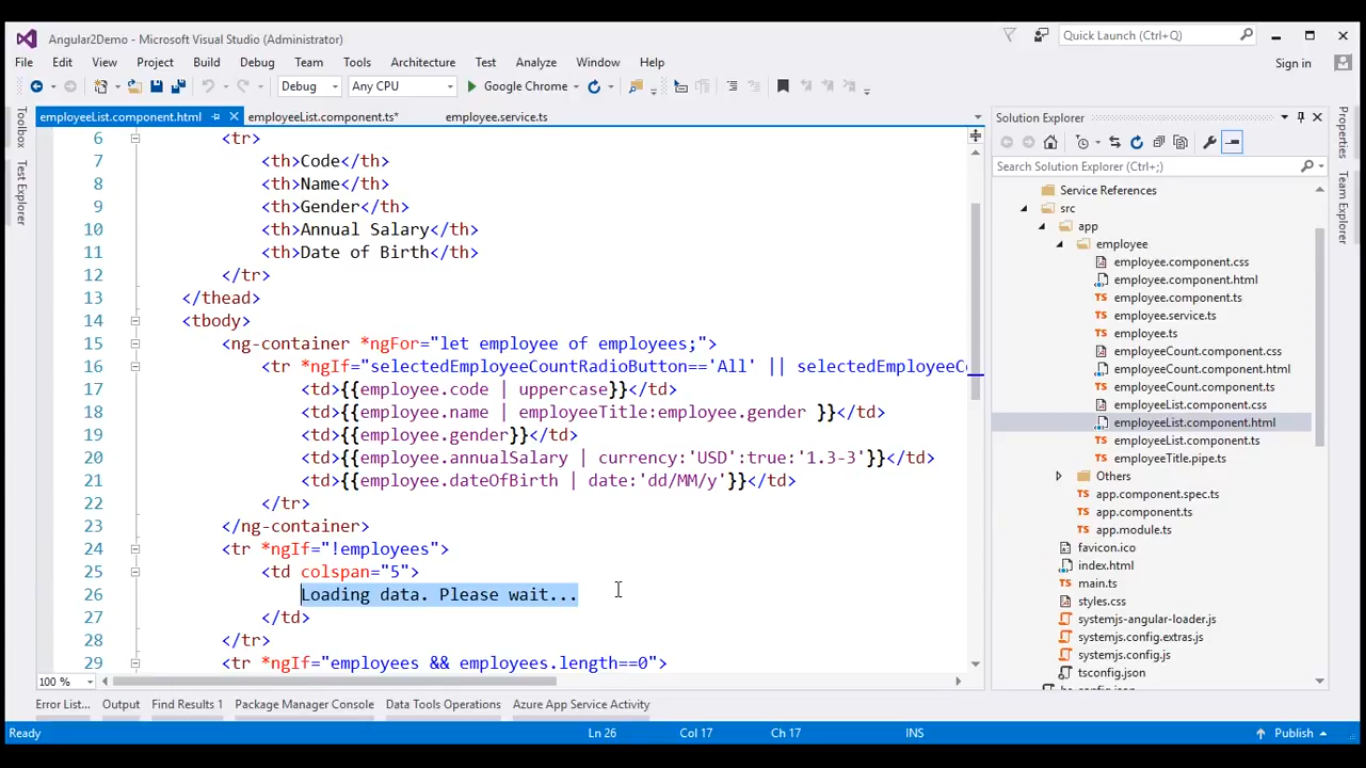 Angular2Demo - Microsoft Visual Studio (Administrator)
Quick Launch (Ctrl+Q)
File Edit View Project Build Debug Team Tools Architecture Test Analyze Window Help
Sign in
Debug Any CPU Google Chrome
Toolbox
Test Explorer
employeeList.component.html employeeList.component.ts* employee.service.ts
6 <tr>
7 <th>Code</th>
8 <th>Name</th>
9 <th>Gender</th>
10 <th>Annual Salary</th>
11 <th>Date of Birth</th>
12 </tr>
13 </thead>
14 <tbody>
15 <ng-container *ngFor="let employee of employees;">
16 <tr *ngIf="selectedEmployeeCountRadioButton=='All' || selectedEmployeeC
17 <td>{{employee.code | uppercase}}</td>
18 <td>{{employee.name | employeeTitle:employee.gender }}</td>
19 <td>{{employee.gender}}</td>
20 <td>{{employee.annualSalary | currency:'USD':true:'1.3-3'}}</td>
21 <td>{{employee.dateOfBirth | date:'dd/MM/y'}}</td>
22 </tr>
23 </ng-container>
24 <tr *ngIf="!employees">
25 <td colspan="5">
26 Loading data. Please wait...
27 </td>
28 </tr>
29 <tr *ngIf="employees && employees.length==0">
100 %
Solution Explorer
Search Solution Explorer (Ctrl+;)
Service References
src
app
employee
employee.component.css
employee.component.html
TS employee.component.ts
TS employee.service.ts
TS employee.ts
employeeCount.component.css
employeeCount.component.html
TS employeeCount.component.ts
employeeList.component.css
employeeList.component.html
TS employeeList.component.ts
TS employeeTitle.pipe.ts
Others
TS app.component.spec.ts
TS app.component.ts
TS app.module.ts
favicon.ico
index.html
TS main.ts
styles.css
systemjs-angular-loader.js
systemjs.config.extras.js
systemjs.config.js
tsconfig.json
Properties
Team Explorer
Error List... Output Find Results 1 Package Manager Console Data Tools Operations Azure App Service Activity
Ready Ln 26 Col 17 Ch 17 INS Publish